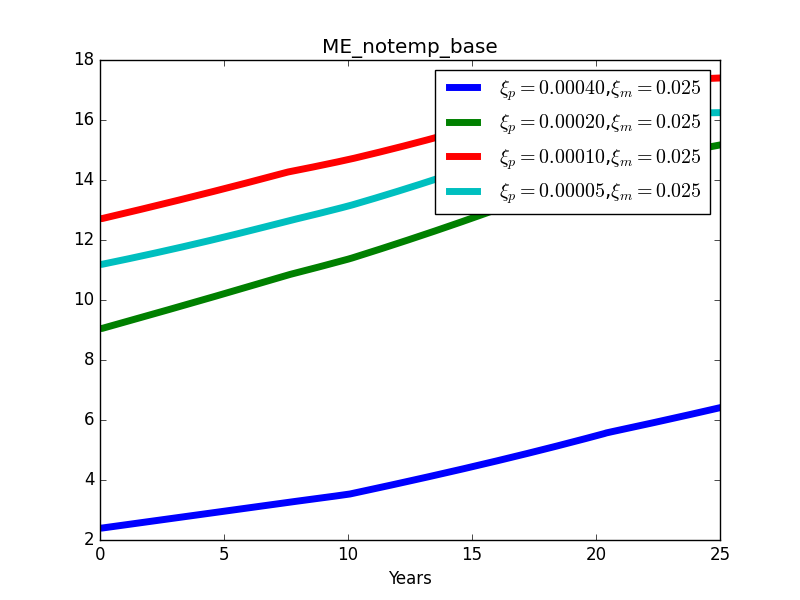 ME_notemp_base
18
16
14
12
10
8
6
4
2
0 5 10 15 20 25
Years
ξp = 0.00040,ξm = 0.025
ξp = 0.00020,ξm = 0.025
ξp = 0.00010,ξm = 0.025
ξp = 0.00005,ξm = 0.025